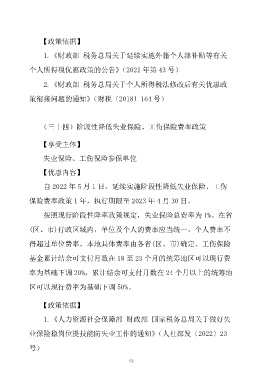 【政策依据】
1.《财政部 税务总局关于延续实施外籍个人津补贴等有关
个人所得税优惠政策的公告》（2021 年第 43 号）
2.《财政部 税务总局关于个人所得税法修改后有关优惠政
策衔接问题的通知》（财税〔2018〕164 号）
（三十四）阶段性降低失业保险、工伤保险费率政策
【享受主体】
失业保险、工伤保险参保单位
【优惠内容】
自 2022 年 5 月 1 日，延续实施阶段性降低失业保险、工伤
保险费率政策 1 年，执行期限至 2023 年 4 月 30 日。
按照现行阶段性降率政策规定，失业保险总费率为 1%。在省
（区、市）行政区域内，单位及个人的费率应当统一，个人费率不
得超过单位费率。本地具体费率由各省（区、市）确定。工伤保险
基金累计结余可支付月数在 18 至 23 个月的统筹地区可以现行费
率为基础下调 20%，累计结余可支付月数在 24 个月以上的统筹地
区可以现行费率为基础下调 50%。
【政策依据】
1.《人力资源社会保障部 财政部 国家税务总局关于做好失
业保险稳岗位提技能防失业工作的通知》（人社部发〔2022〕23
号）